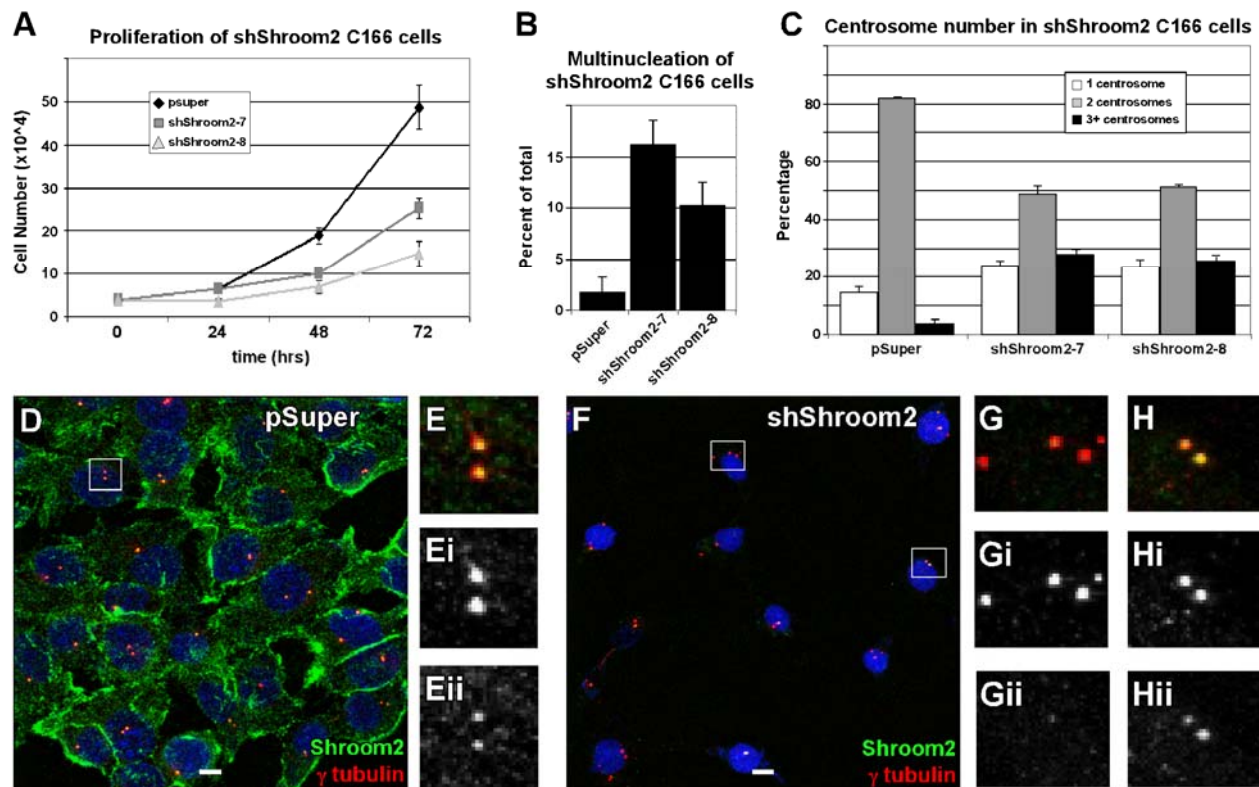 A
Proliferation of shShroom2 C166 cells
Cell Number (x10^4)
50
40
30
20
10
0
psuper
shShroom2-7
shShroom2-8
0 24 48 72
time (hrs)
B
Multinucleation of
shShroom2 C166 cells
Percent of total
15
10
5
0
pSuper
shShroom2-7
shShroom2-8
C
Centrosome number in shShroom2 C166 cells
Percentage
80
60
40
20
0
1 centrosome
2 centrosomes
3+ centrosomes
pSuper shShroom2-7 shShroom2-8
D
pSuper
Shroom2
γ tubulin
E
Ei
Eii
F
shShroom2
Shroom2
γ tubulin
G
H
Gi
Hi
Gii
Hii